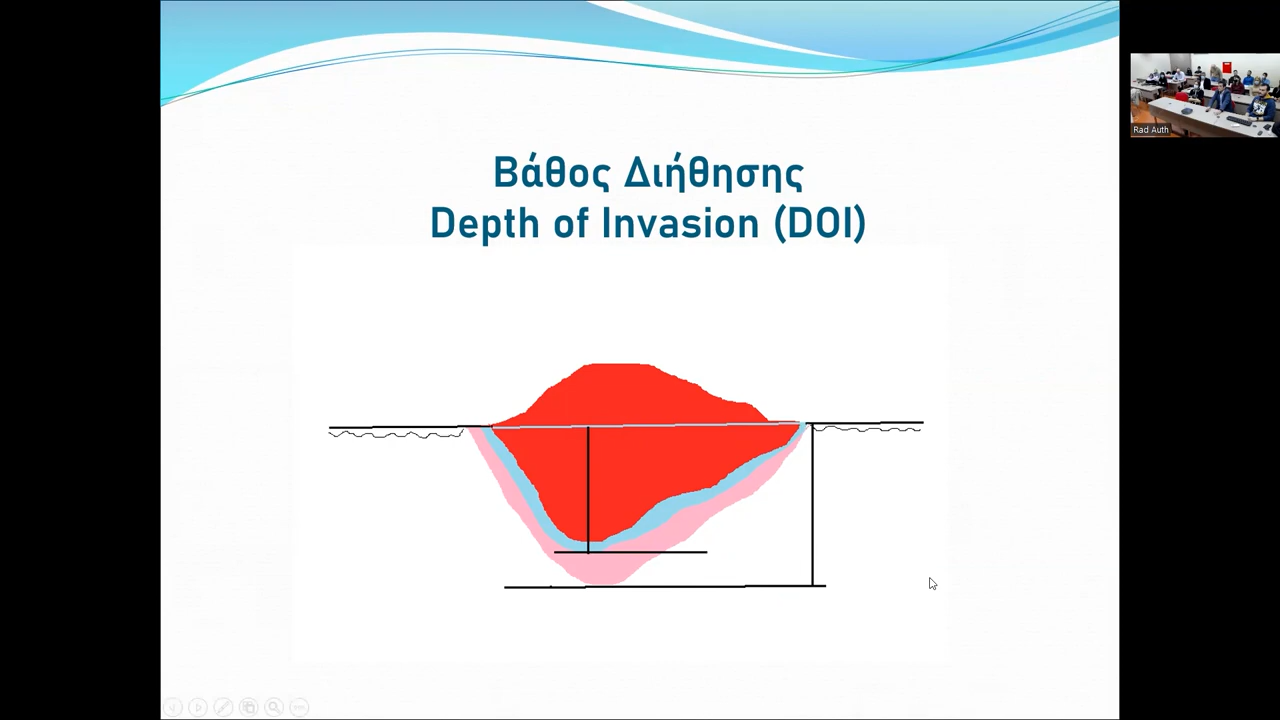 Βάθος Διήθησης
Depth of Invasion (DOI)
Rad Auth